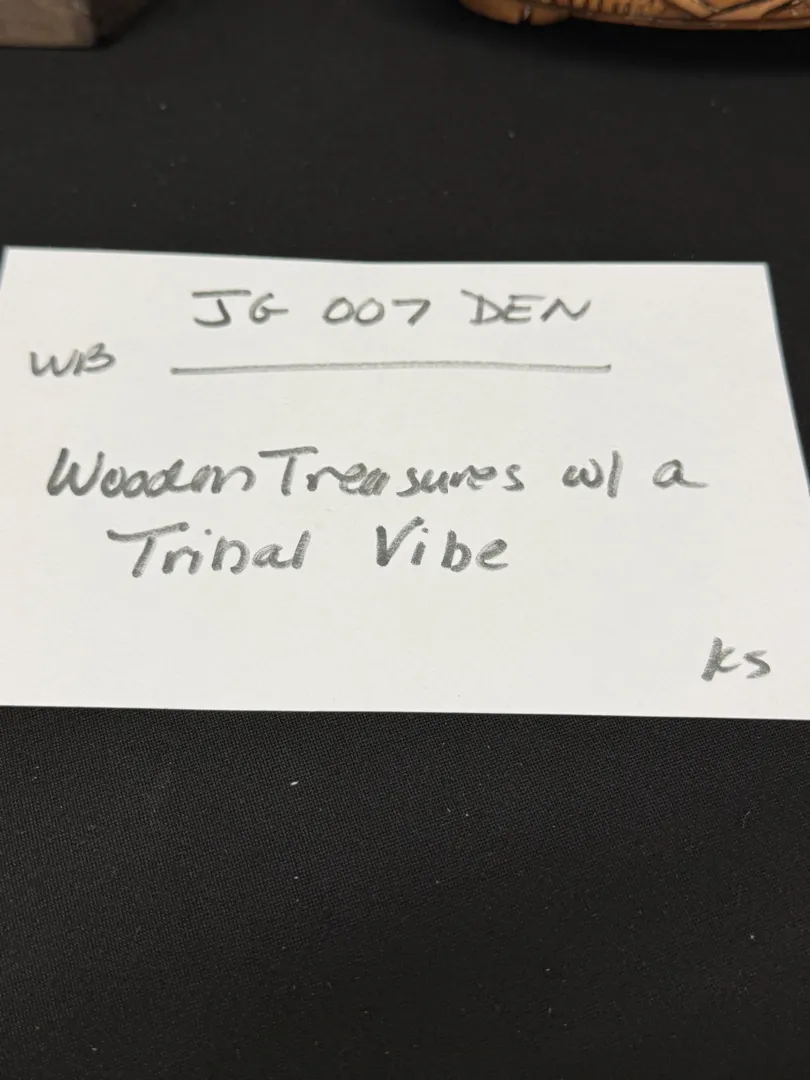 JG 007 DEN
WB
Wooden Treasures w/ a
Tribal Vibe
KS